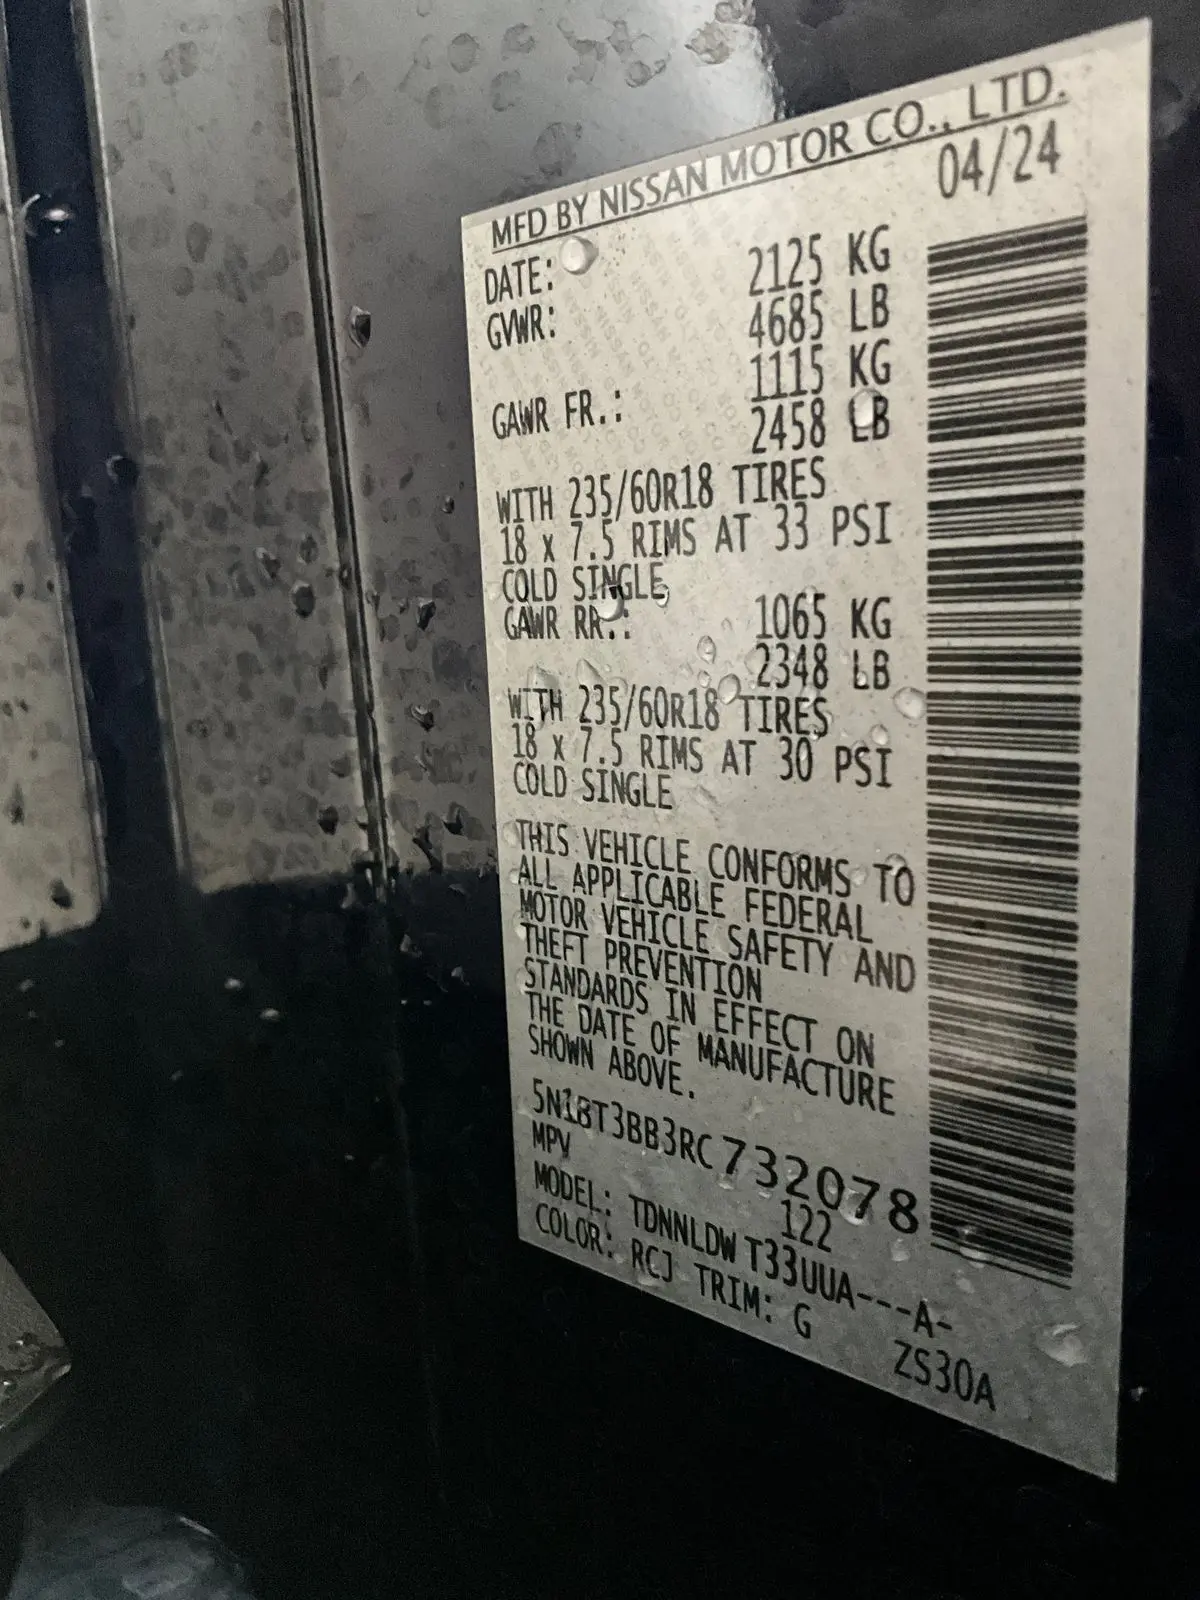 MFD BY NISSAN MOTOR CO., LTD.
DATE: 04/24
GVWR: 2125 KG
4685 LB
GAWR FR.: 1115 KG
2458 LB
WITH 235/60R18 TIRES
18 x 7.5 RIMS AT 33 PSI
COLD SINGLE
GAWR RR.: 1065 KG
2348 LB
WITH 235/60R18 TIRES
18 x 7.5 RIMS AT 30 PSI
COLD SINGLE
THIS VEHICLE CONFORMS TO
ALL APPLICABLE FEDERAL
MOTOR VEHICLE SAFETY AND
THEFT PREVENTION
STANDARDS IN EFFECT ON
THE DATE OF MANUFACTURE
SHOWN ABOVE.
5N1BT3BB3RC732078
MPV 122
MODEL: TDNNLDW T33UUA---A-
COLOR: RCJ TRIM: G ZS30A